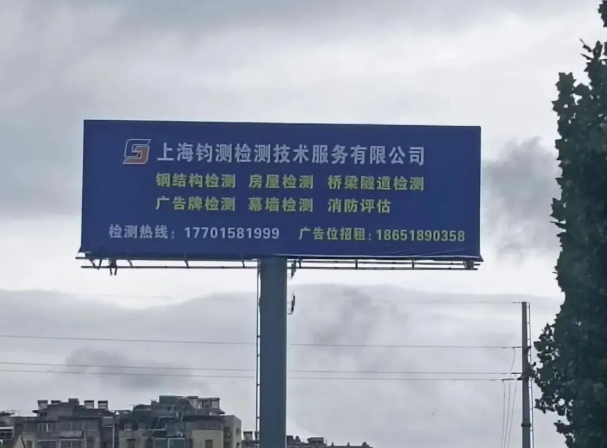 上海钧测检测技术服务有限公司
钢结构检测 房屋检测 桥梁隧道检测
广告牌检测 幕墙检测 消防评估
检测热线：17701581999 广告位招租：18651890358